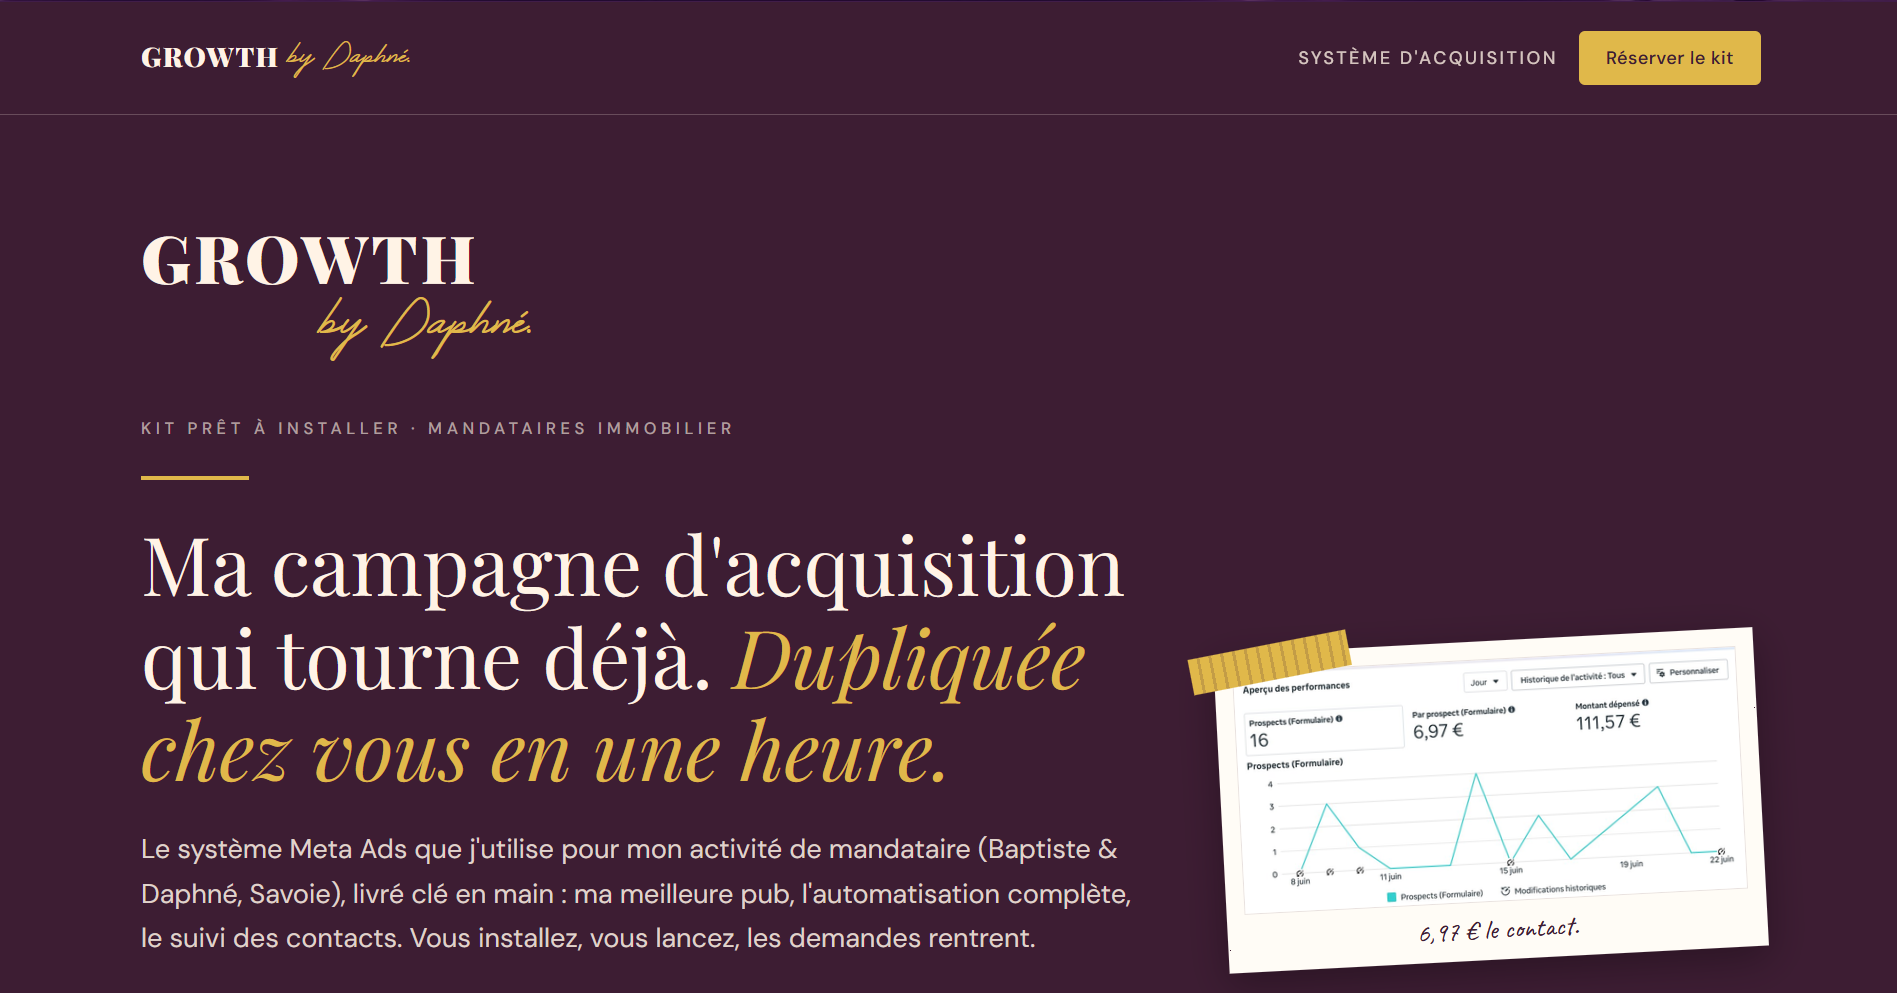 GROWTH by Daphné.
SYSTÈME D'ACQUISITION
Réserver le kit
GROWTH
by Daphné.
KIT PRÊT À INSTALLER · MANDATAIRES IMMOBILIER
Ma campagne d'acquisition
qui tourne déjà. Dupliquée
chez vous en une heure.
Le système Meta Ads que j'utilise pour mon activité de mandataire (Baptiste &
Daphné, Savoie), livré clé en main : ma meilleure pub, l'automatisation complète,
le suivi des contacts. Vous installez, vous lancez, les demandes rentrent.
Aperçu des performances
Jour
Historique de l'activité : Tous
Personnaliser
Prospects (Formulaire)
16
Par prospect (Formulaire)
6,97 €
Montant dépensé
111,57 €
Prospects (Formulaire)
4
3
2
1
0
8 juin
11 juin
15 juin
19 juin
22 juin
Prospects (Formulaire)
Modifications historiques
6,97 € le contact.